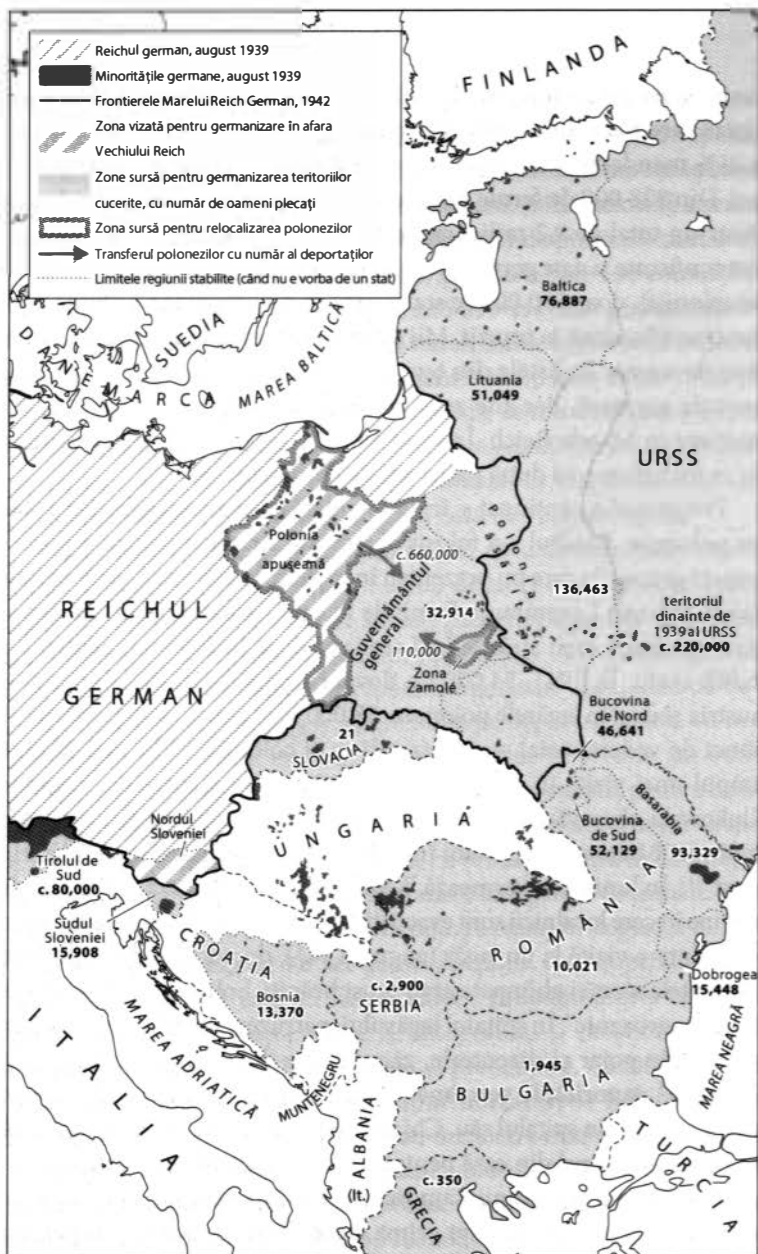 Reichul german, august 1939
Minoritățile germane, august 1939
Frontierele Marelui Reich German, 1942
Zona vizată pentru germanizare în afara
Vechiului Reich
Zone sursă pentru germanizarea teritoriilor
cucerite, cu număr de oameni plecați
Zona sursă pentru relocalizarea polonezilor
Transferul polonezilor cu număr al deportaților
Limitele regiunii stabilite (când nu e vorba de un stat)
FINLANDA
SUEDIA
DANEMARCA
MAREA BALTICĂ
Baltica
76,887
Lituania
51,049
URSS
Polonia
apuseană
c. 660,000
Guvernământul
general
32,914
110,000
Zona
Zamolé
136,463
teritoriul
dinainte de
1939 al URSS
c. 220,000
REICHUL
GERMAN
Bucovina
de Nord
46,641
21
SLOVACIA
Nordul
Sloveniei
UNGARIA
Basarabia
93,329
Bucovina
de Sud
52,129
Tirolul de
Sud
c. 80,000
Sudul
Sloveniei
15,908
ROMÂNIA
10,021
CROAȚIA
Bosnia
13,370
c. 2,900
SERBIA
Dobrogea
15,448
ITALIA
MAREA ADRIATICĂ
MUNTENEGRU
1,945
BULGARIA
MAREA NEAGRĂ
ALBANIA
(It.)
c. 350
GRECIA
TURCIA